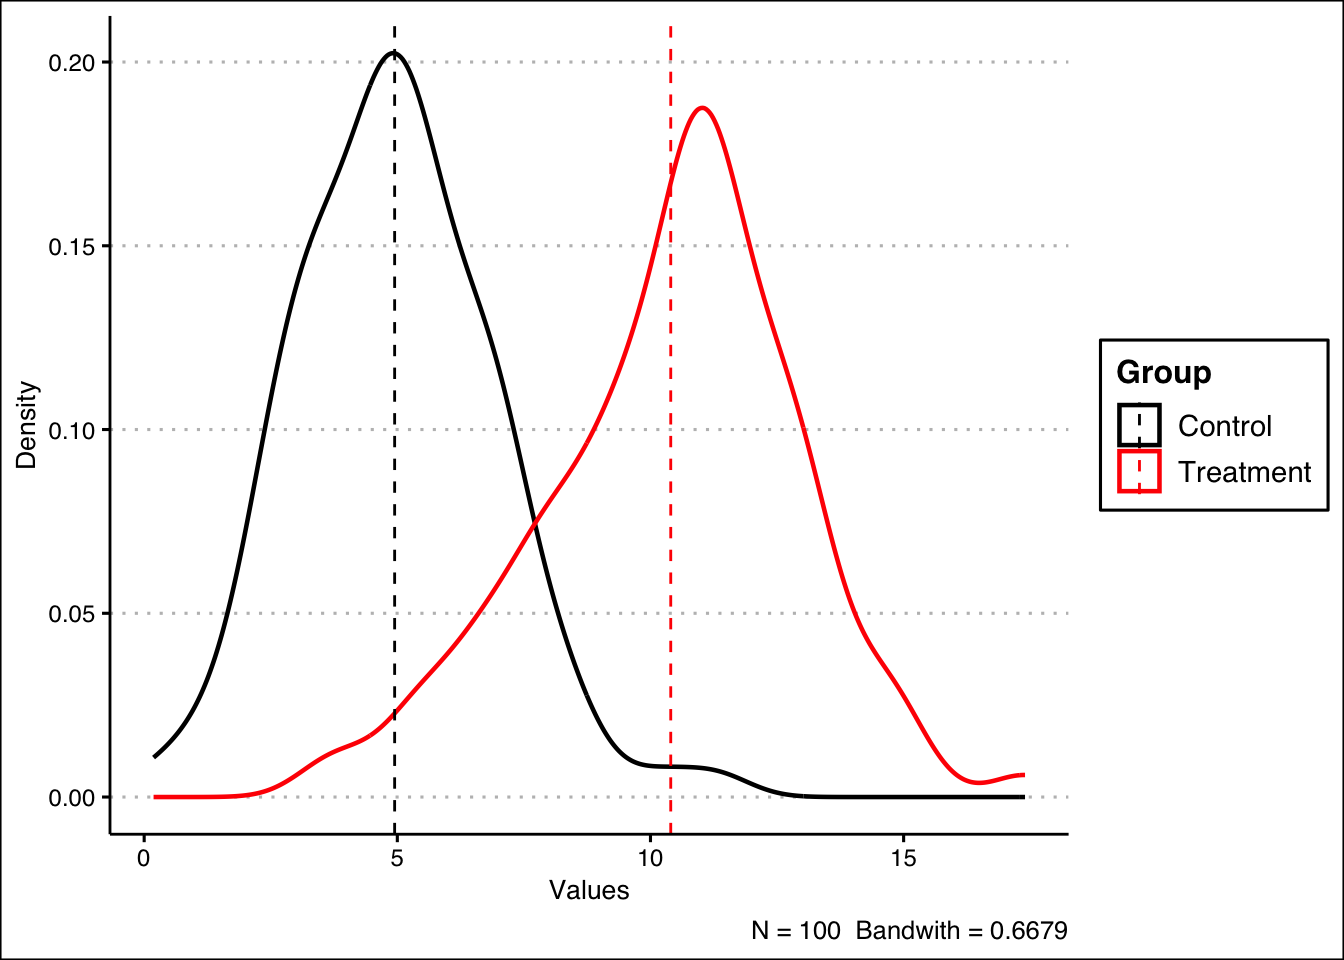 0.20
0.15
0.10
0.05
0.00
Density
0 5 10 15
Values
N = 100  Bandwith = 0.6679
Group
Control
Treatment